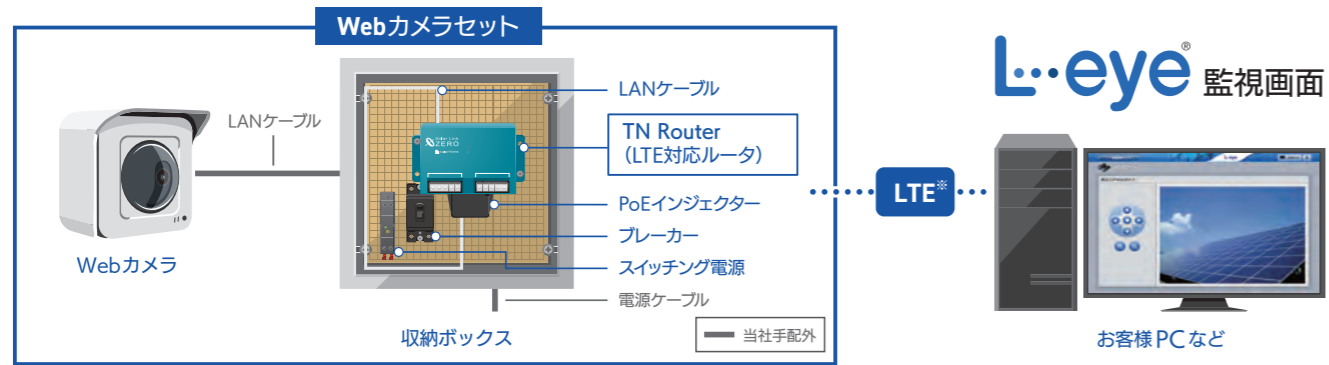 Webカメラセット
LANケーブル
Webカメラ
Solar Link
ZERO
LANケーブル
TN Router
（LTE対応ルータ）
PoEインジェクター
ブレーカー
スイッチング電源
電源ケーブル
収納ボックス
当社手配外
LTE※
L・・・eye® 監視画面
L・eye
お客様PCなど